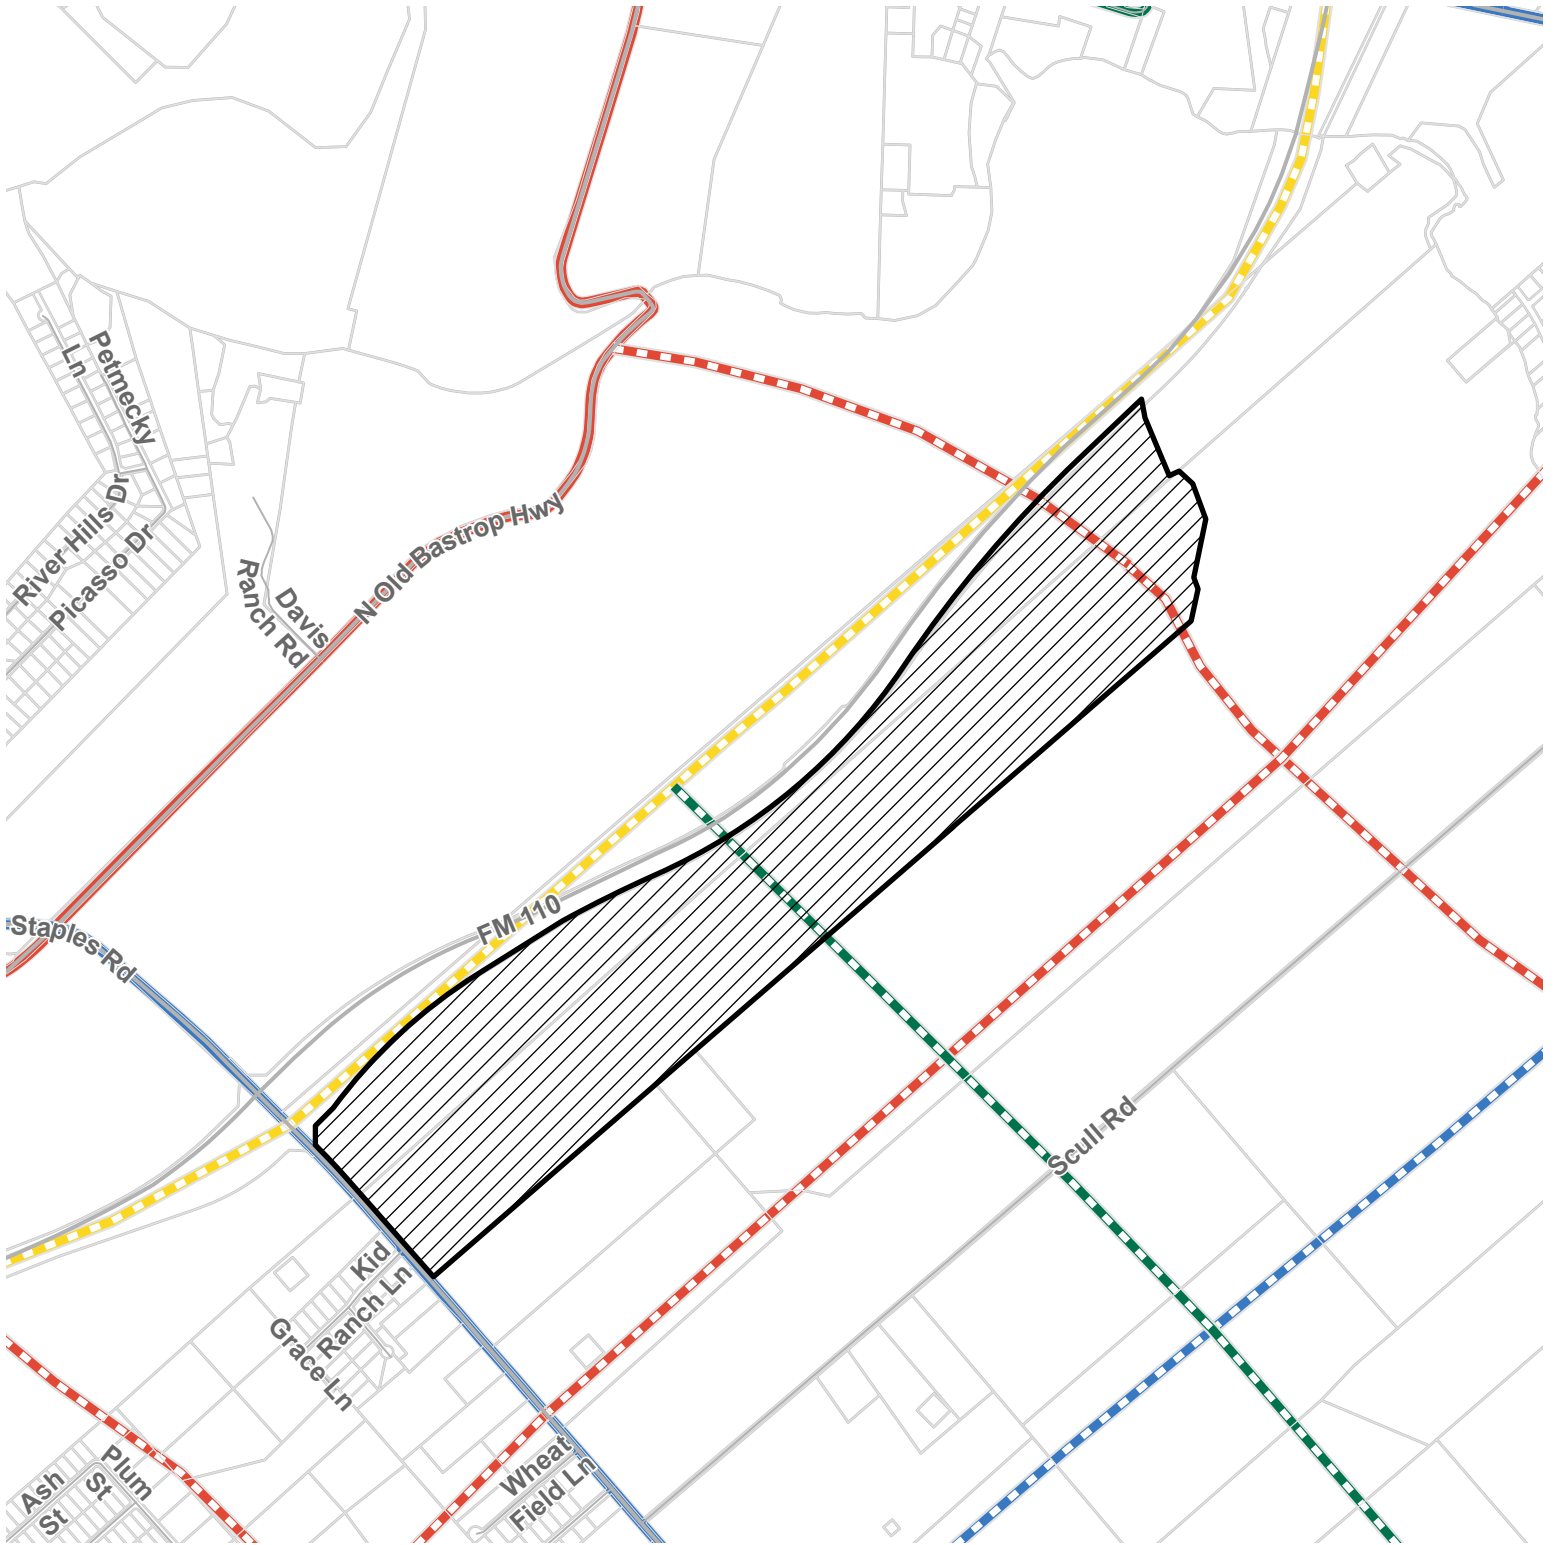 Petmecky
Ln
River Hills Dr
Picasso Dr
N Old Bastrop Hwy
Davis
Ranch Rd
Staples Rd
FM 110
Scull Rd
Kid
Ranch Ln
Grace Ln
Wheat
Field Ln
Plum
St
Ash
St